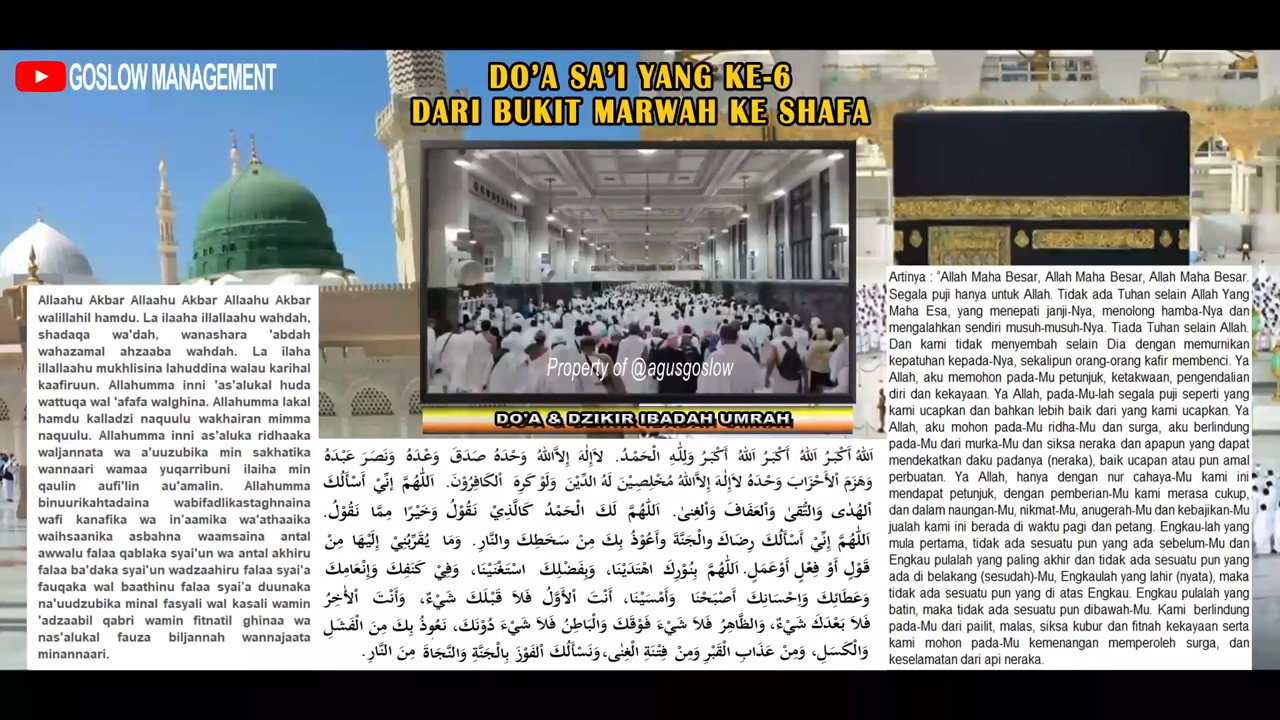 GOSLOW MANAGEMENT
DO'A SA'I YANG KE-6
DARI BUKIT MARWAH KE SHAFA
Property of @agusgoslow
DO'A & DZIKIR IBADAH UMRAH
Allaahu Akbar Allaahu Akbar Allaahu Akbar
walillahil hamdu. La ilaaha illallaahu wahdah,
shadaqa wa'dah, wanashara 'abdah
wahazamal ahzaaba wahdah. La ilaha
illallaahu mukhlisina lahuddina walau karihal
kaafiruun. Allahumma inni 'as'alukal huda
wattuqa wal 'afafa walghina. Allahumma lakal
hamdu kalladzi naquulu wakhairan mimma
naquulu. Allahumma inni as'aluka ridhaaka
waljannata wa a'uuzubika min sakhatika
wannaari wamaa yuqarribuni ilaiha min
qaulin aufi'lin au'amalin. Allahumma
binuurikahtadaina wabifadlikastaghnaina
wafi kanafika wa in'aamika wa'athaaika
waihsaanika asbahna waamsaina antal
awwalu falaa qablaka syai'un wa antal akhiru
falaa ba'daka syai'un wadzaahiru falaa syai'a
fauqaka wal baathinu falaa syai'a duunaka
na'uudzubika minal fasyali wal kasali wamin
'adzaabil qabri wamin fitnatil ghinaa wa
nas'alukal fauza biljannah wannajaata
minannaari.
اَللهُ أَكْبَرُ اَللهُ أَكْبَرُ اَللهُ أَكْبَرُ وَلِلّٰهِ الْحَمْدُ. لَاإِلٰهَ إِلَّااللهُ وَحْدَهُ صَدَقَ وَعْدَهُ وَنَصَرَ عَبْدَهُ
وَهَزَمَ الْأَحْزَابَ وَحْدَهُ لَاإِلٰهَ إِلَّااللهُ مُخْلِصِيْنَ لَهُ الدِّيْنَ وَلَوْ كَرِهَ الْكَافِرُوْنَ. اَللّٰهُمَّ إِنِّيْ أَسْأَلُكَ
الْهُدٰى وَالتُّقٰى وَالْعَفَافَ وَالْغِنٰى. اَللّٰهُمَّ لَكَ الْحَمْدُ كَالَّذِيْ نَقُوْلُ وَخَيْرًا مِمَّا نَقُوْلُ.
اَللّٰهُمَّ إِنِّيْ أَسْأَلُكَ رِضَاكَ والْجَنَّةَ وَأَعُوْذُ بِكَ مِنْ سَخَطِكَ والنَّارِ. وَمَا يُقَرِّبُنِيْ إِلَيْهَا مِنْ
قَوْلٍ أَوْ فِعْلٍ أَوْعَمَلٍ. اَللّٰهُمَّ بِنُوْرِكَ اهْتَدَيْنَا، وَبِفَضْلِكَ اسْتَغْنَيْنَا، وَفِيْ كَنَفِكَ وَإِنْعَامِكَ
وَعَطَائِكَ وَإِحْسَانِكَ أَصْبَحْنَا وَأَمْسَيْنَا، أَنْتَ الْأَوَّلُ فَلَا قَبْلَكَ شَيْءٌ، وَأَنْتَ الْأٰخِرُ
فَلَا بَعْدَكَ شَيْءٌ، وَالظَّاهِرُ فَلَا شَيْءَ فَوْقَكَ وَالْبَاطِنُ فَلَا شَيْءَ دُوْنَكَ، نَعُوْذُ بِكَ مِنَ الْفَشَلِ
وَالْكَسَلِ، وَمِنْ عَذَابِ الْقَبْرِ وَمِنْ فِتْنَةِ الْغِنٰى، وَنَسْأَلُكَ الْفَوْزَ بِالْجَنَّةِ وَالنَّجَاةَ مِنَ النَّارِ.
Artinya : "Allah Maha Besar, Allah Maha Besar, Allah Maha Besar.
Segala puji hanya untuk Allah. Tidak ada Tuhan selain Allah Yang
Maha Esa, yang menepati janji-Nya, menolong hamba-Nya dan
mengalahkan sendiri musuh-musuh-Nya. Tiada Tuhan selain Allah.
Dan kami tidak menyembah selain Dia dengan memurnikan
kepatuhan kepada-Nya, sekalipun orang-orang kafir membenci. Ya
Allah, aku memohon pada-Mu petunjuk, ketakwaan, pengendalian
diri dan kekayaan. Ya Allah, pada-Mu-lah segala puji seperti yang
kami ucapkan dan bahkan lebih baik dari yang kami ucapkan. Ya
Allah, aku mohon pada-Mu ridha-Mu dan surga, aku berlindung
pada-Mu dari murka-Mu dan siksa neraka dan apapun yang dapat
mendekatkan daku padanya (neraka), baik ucapan atau pun amal
perbuatan. Ya Allah, hanya dengan nur cahaya-Mu kami ini
mendapat petunjuk, dengan pemberian-Mu kami merasa cukup,
dan dalam naungan-Mu, nikmat-Mu, anugerah-Mu dan kebajikan-Mu
jualah kami ini berada di waktu pagi dan petang. Engkau-lah yang
mula pertama, tidak ada sesuatu pun yang ada sebelum-Mu dan
Engkau pulalah yang paling akhir dan tidak ada sesuatu pun yang
ada di belakang (sesudah)-Mu, Engkaulah yang lahir (nyata), maka
tidak ada sesuatu pun yang di atas Engkau. Engkau pulalah yang
batin, maka tidak ada sesuatu pun dibawah-Mu. Kami berlindung
pada-Mu dari pailit, malas, siksa kubur dan fitnah kekayaan serta
kami mohon pada-Mu kemenangan memperoleh surga, dan
keselamatan dari api neraka.